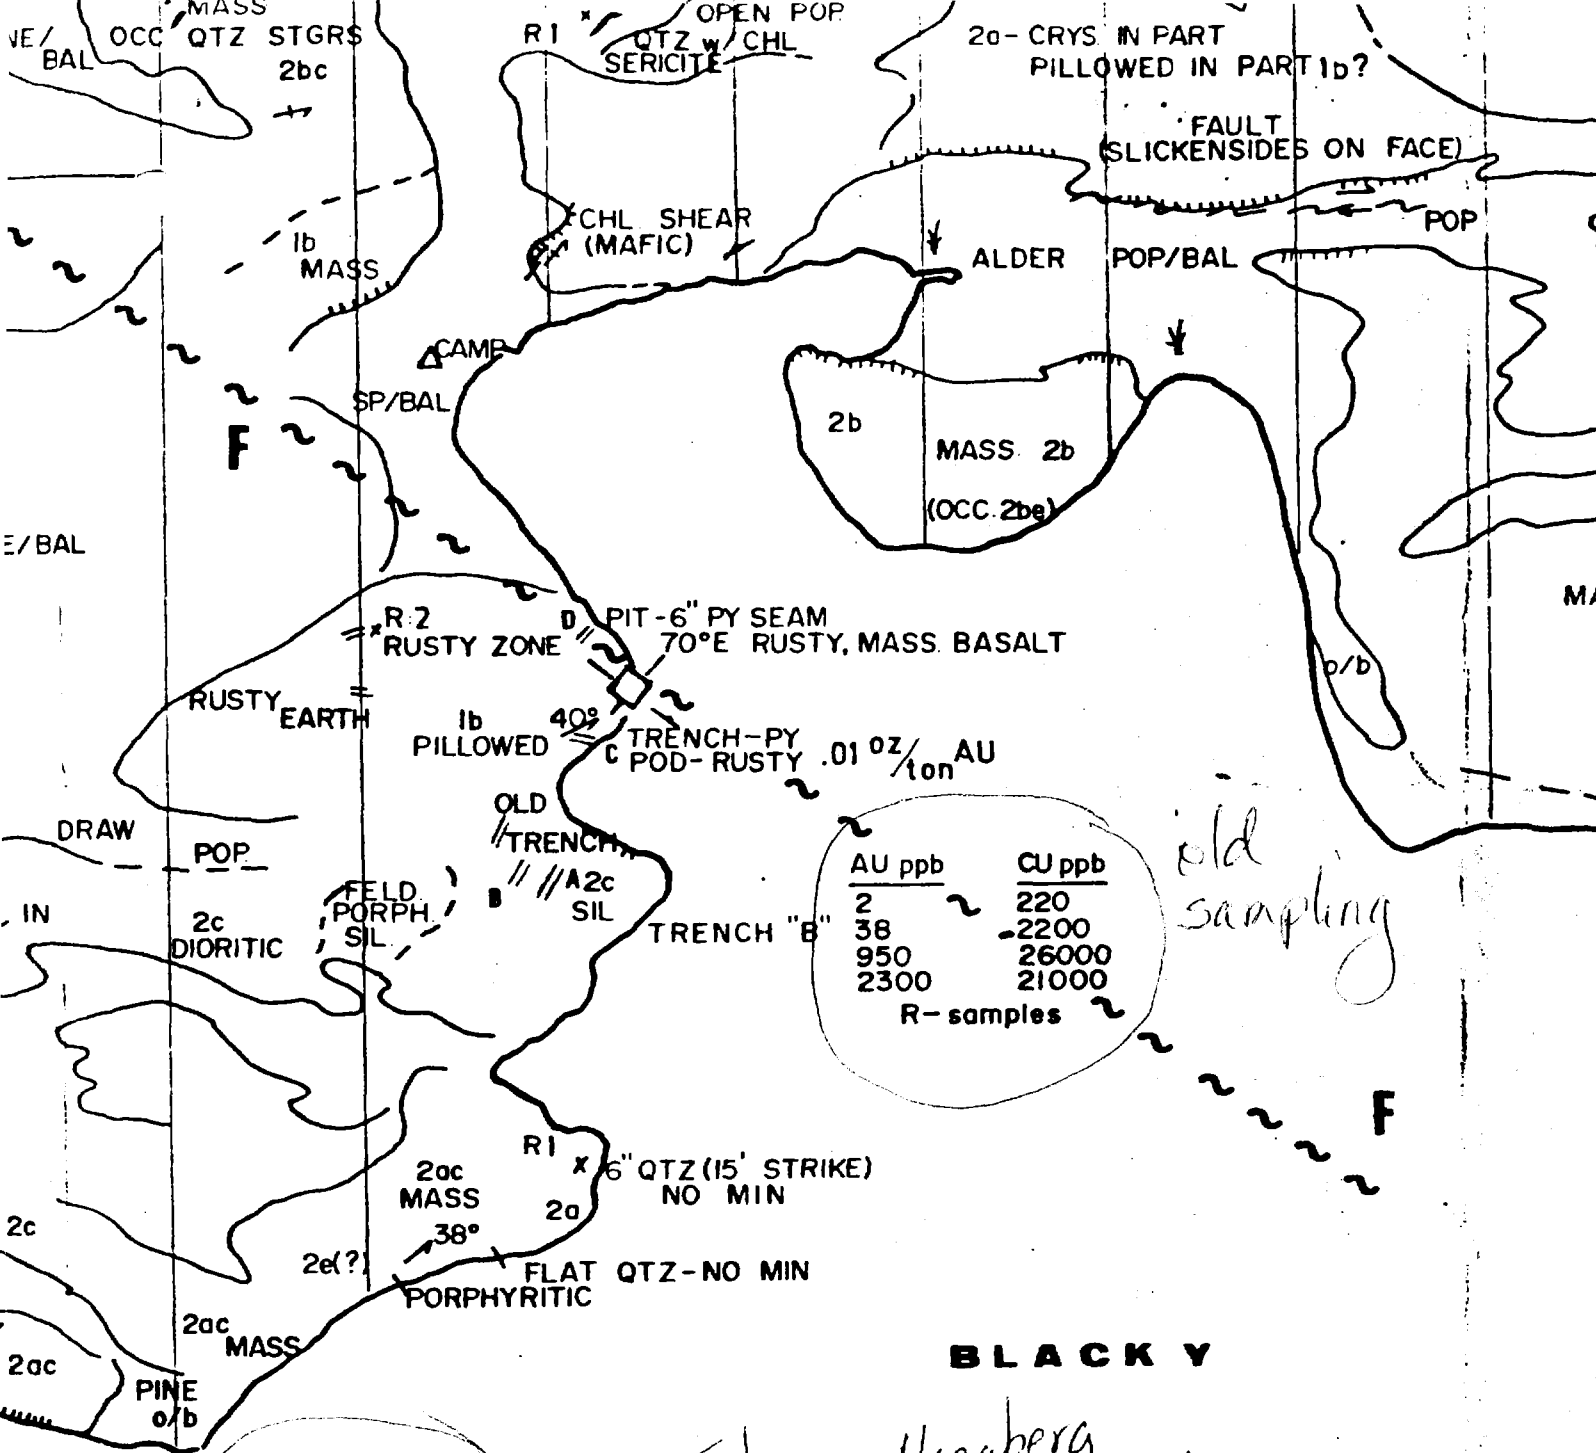 MASS
OCC QTZ STGRS
2bc
BAL
R1
OPEN POP.
QTZ w/ CHL
SERICITE
2a- CRYS. IN PART
PILLOWED IN PART 1b?
FAULT
(SLICKENSIDES ON FACE)
POP
CHL SHEAR
(MAFIC)
1b
MASS
ALDER
POP/BAL
CAMP
SP/BAL
F
2b
MASS. 2b
(OCC. 2be)
E/BAL
R.2
RUSTY ZONE
D
PIT-6" PY SEAM
70°E RUSTY, MASS. BASALT
o/b
RUSTY
EARTH
1b
PILLOWED
40°
C
TRENCH-PY
POD-RUSTY .01 oz/ton AU
OLD
TRENCH
DRAW
POP.
B
A 2c
SIL
FELD.
PORPH.
SIL.
IN
2c
DIORITIC
TRENCH "B"
AU ppb CU ppb
2 220
38 2200
950 26000
2300 21000
R-samples
old
sampling
F
R1
6" QTZ (15' STRIKE)
NO MIN
2ac
MASS
2a
38°
2c
2e(?)
FLAT QTZ-NO MIN
PORPHYRITIC
2ac
MASS
2ac
PINE
o/b
BLACKY